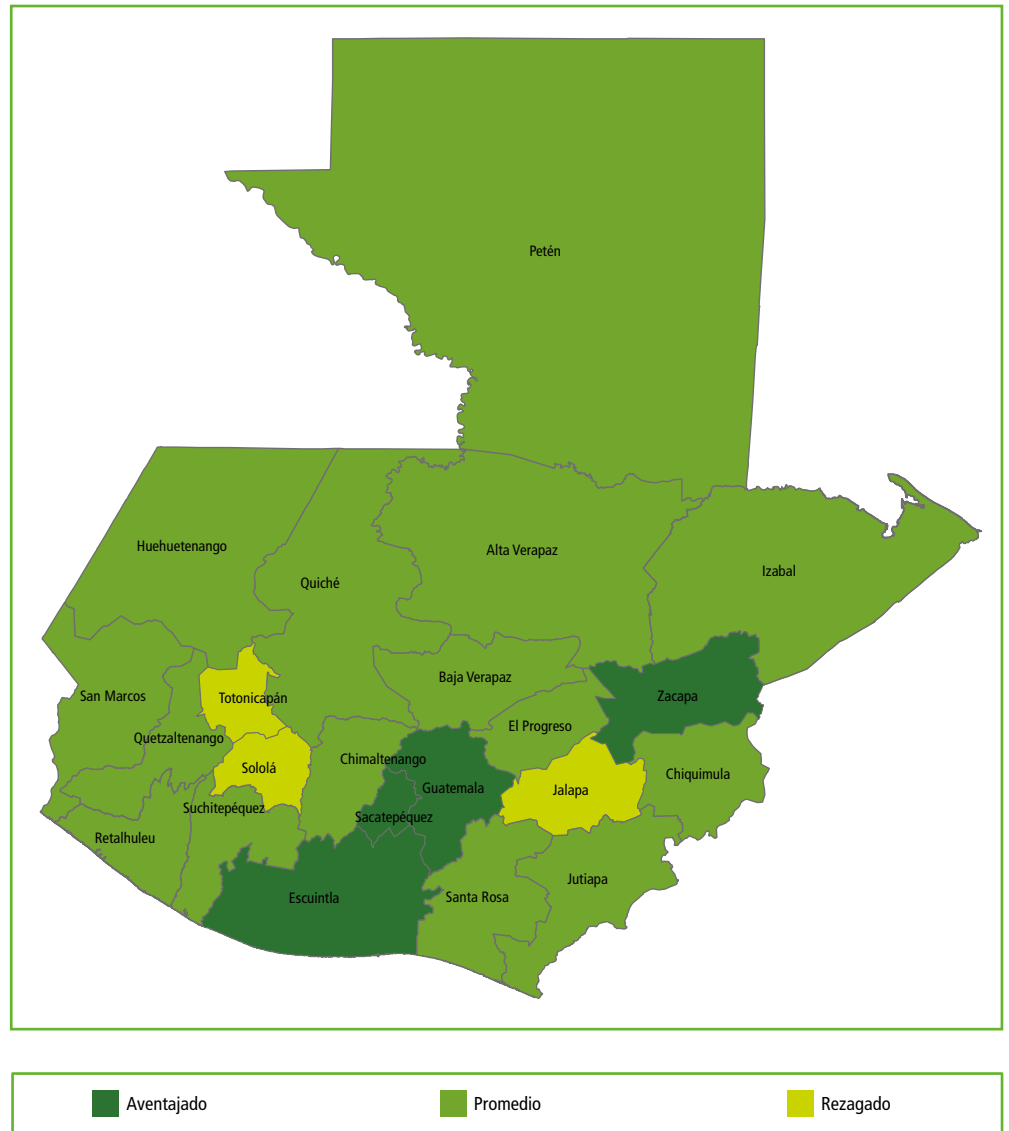 Petén
Huehuetenango
Quiché
Alta Verapaz
Izabal
San Marcos
Totonicapán
Baja Verapaz
Zacapa
Quetzaltenango
El Progreso
Sololá
Chimaltenango
Guatemala
Jalapa
Chiquimula
Suchitepéquez
Sacatepéquez
Retalhuleu
Escuintla
Santa Rosa
Jutiapa
Aventajado
Promedio
Rezagado